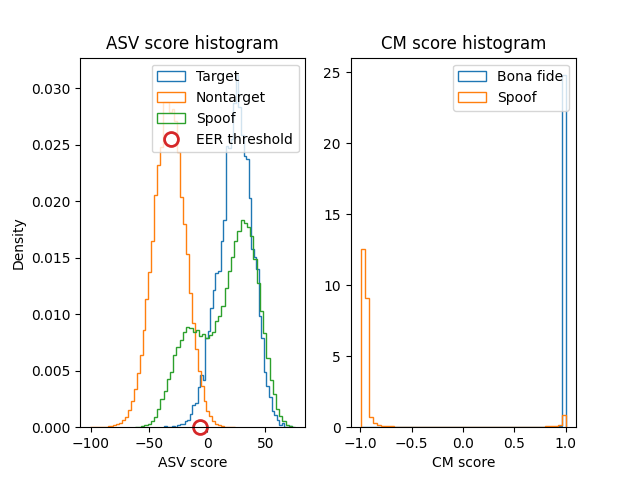 ASV score histogram
Target
Nontarget
Spoof
EER threshold
0.030
0.025
0.020
0.015
0.010
0.005
0.000
Density
−100
−50
0
50
ASV score
CM score histogram
Bona fide
Spoof
25
20
15
10
5
0
−1.0
−0.5
0.0
0.5
1.0
CM score